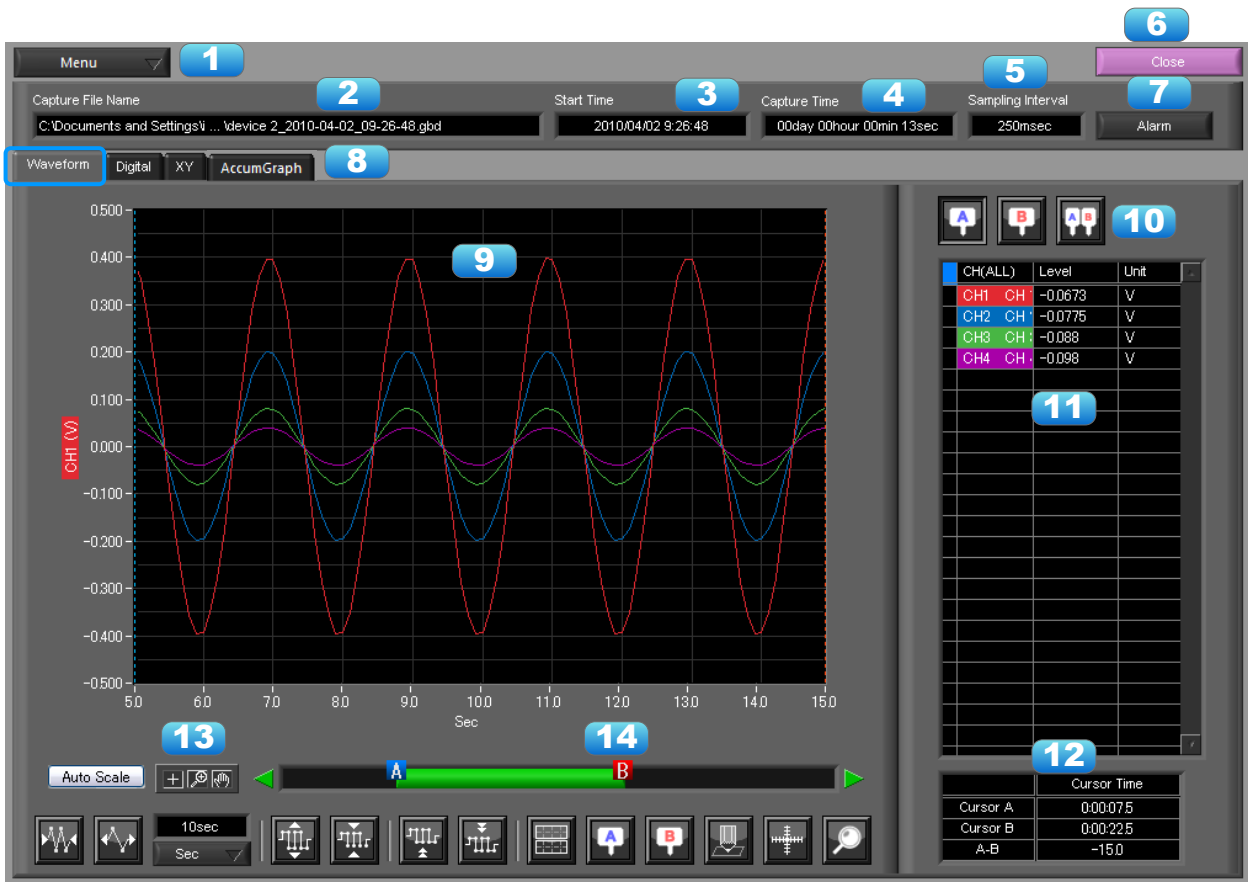 6
Menu 1 Close
5
Capture File Name 2 Start Time 3 Capture Time 4 Sampling Interval 7
C:\Documents and Settings\i ... \device 2_2010-04-02_09-26-48.gbd 2010/04/02 9:26:48 00day 00hour 00min 13sec 250msec Alarm
Waveform Digital XY AccumGraph 8
A B A B 10
0.500
0.400
0.300
0.200
0.100
0.000
-0.100
-0.200
-0.300
-0.400
-0.500
CH1 (V)
9
5.0 6.0 7.0 8.0 9.0 10.0 11.0 12.0 13.0 14.0 15.0
Sec
CH(ALL) Level Unit
CH1 CH -0.0673 V
CH2 CH -0.0775 V
CH3 CH -0.088 V
CH4 CH -0.098 V
11
13 14
Auto Scale A B
10sec
Sec A B
12
Cursor Time
Cursor A 0:00:07.5
Cursor B 0:00:22.5
A-B -15.0